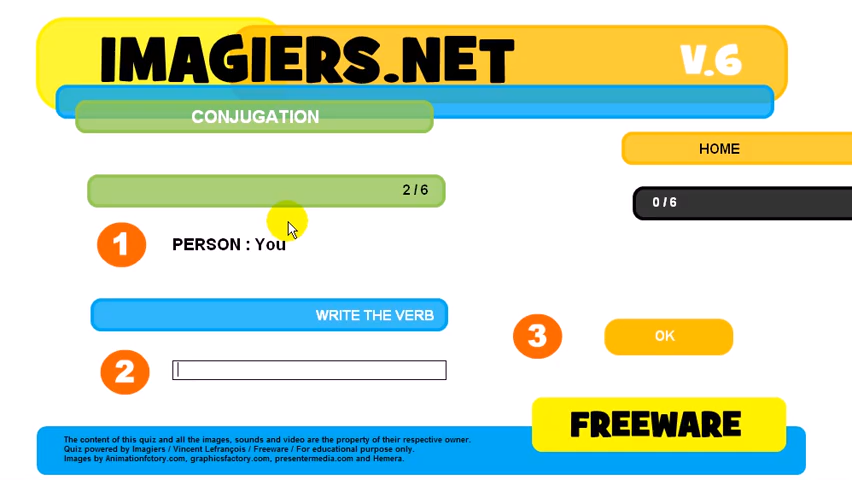 IMAGIERS.NET
V.6
CONJUGATION
HOME
2 / 6
0 / 6
1
PERSON : You
WRITE THE VERB
3
OK
2
FREEWARE
The content of this quiz and all the images, sounds and video are the property of their respective owner.
Quiz powered by Imagiers / Vincent Lefrançois / Freeware / For educational purpose only.
Images by Animationfotory.com, graphicsfactory.com, presentermedia.com and Hemera.